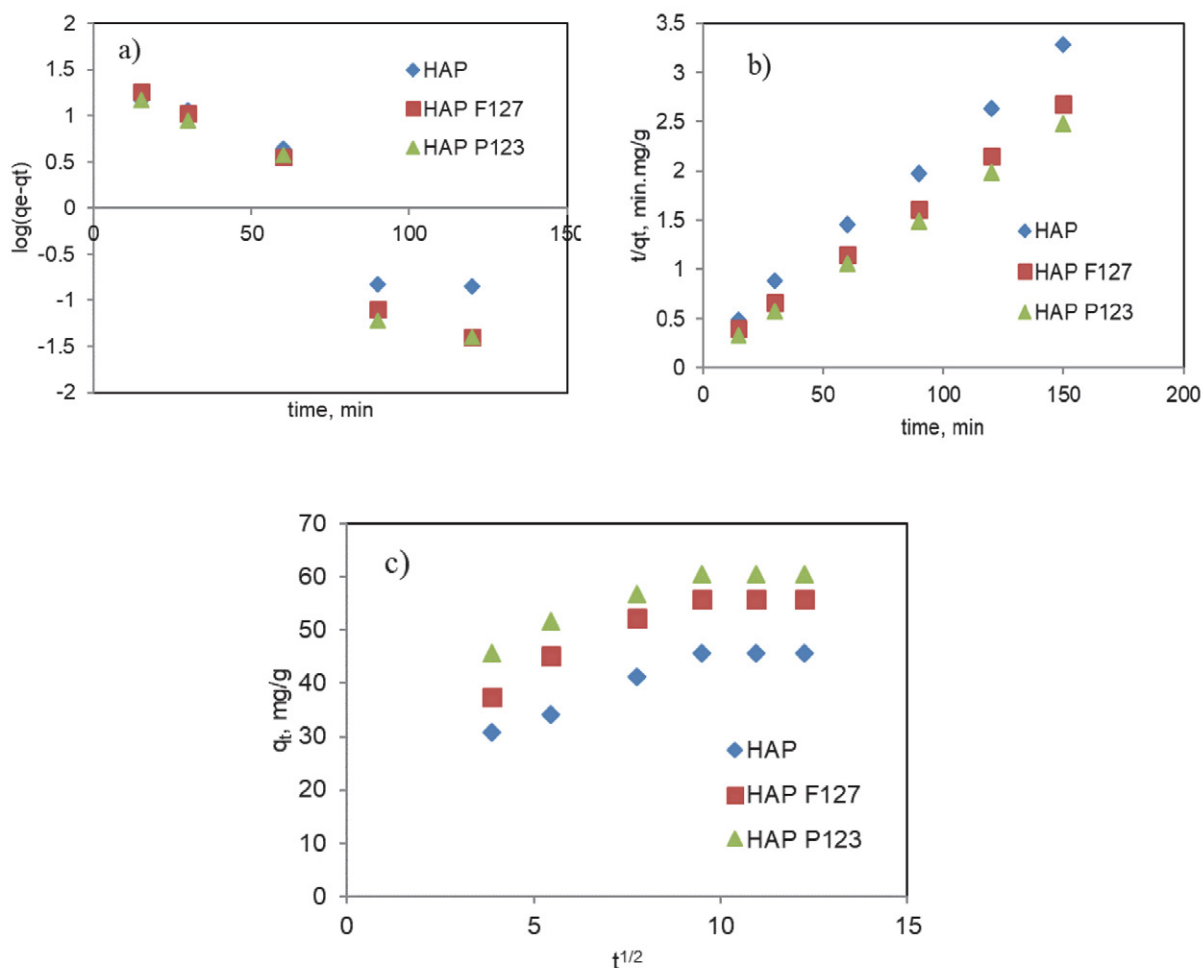 a)
2
1.5
1
0.5
0
-0.5
-1
-1.5
-2
0
50
100
150
log(qe-qt)
time, min
HAP
HAP F127
HAP P123
b)
3.5
3
2.5
2
1.5
1
0.5
0
0
50
100
150
200
t/qt, min.mg/g
time, min
HAP
HAP F127
HAP P123
c)
70
60
50
40
30
20
10
0
0
5
10
15
qt, mg/g
t1/2
HAP
HAP F127
HAP P123